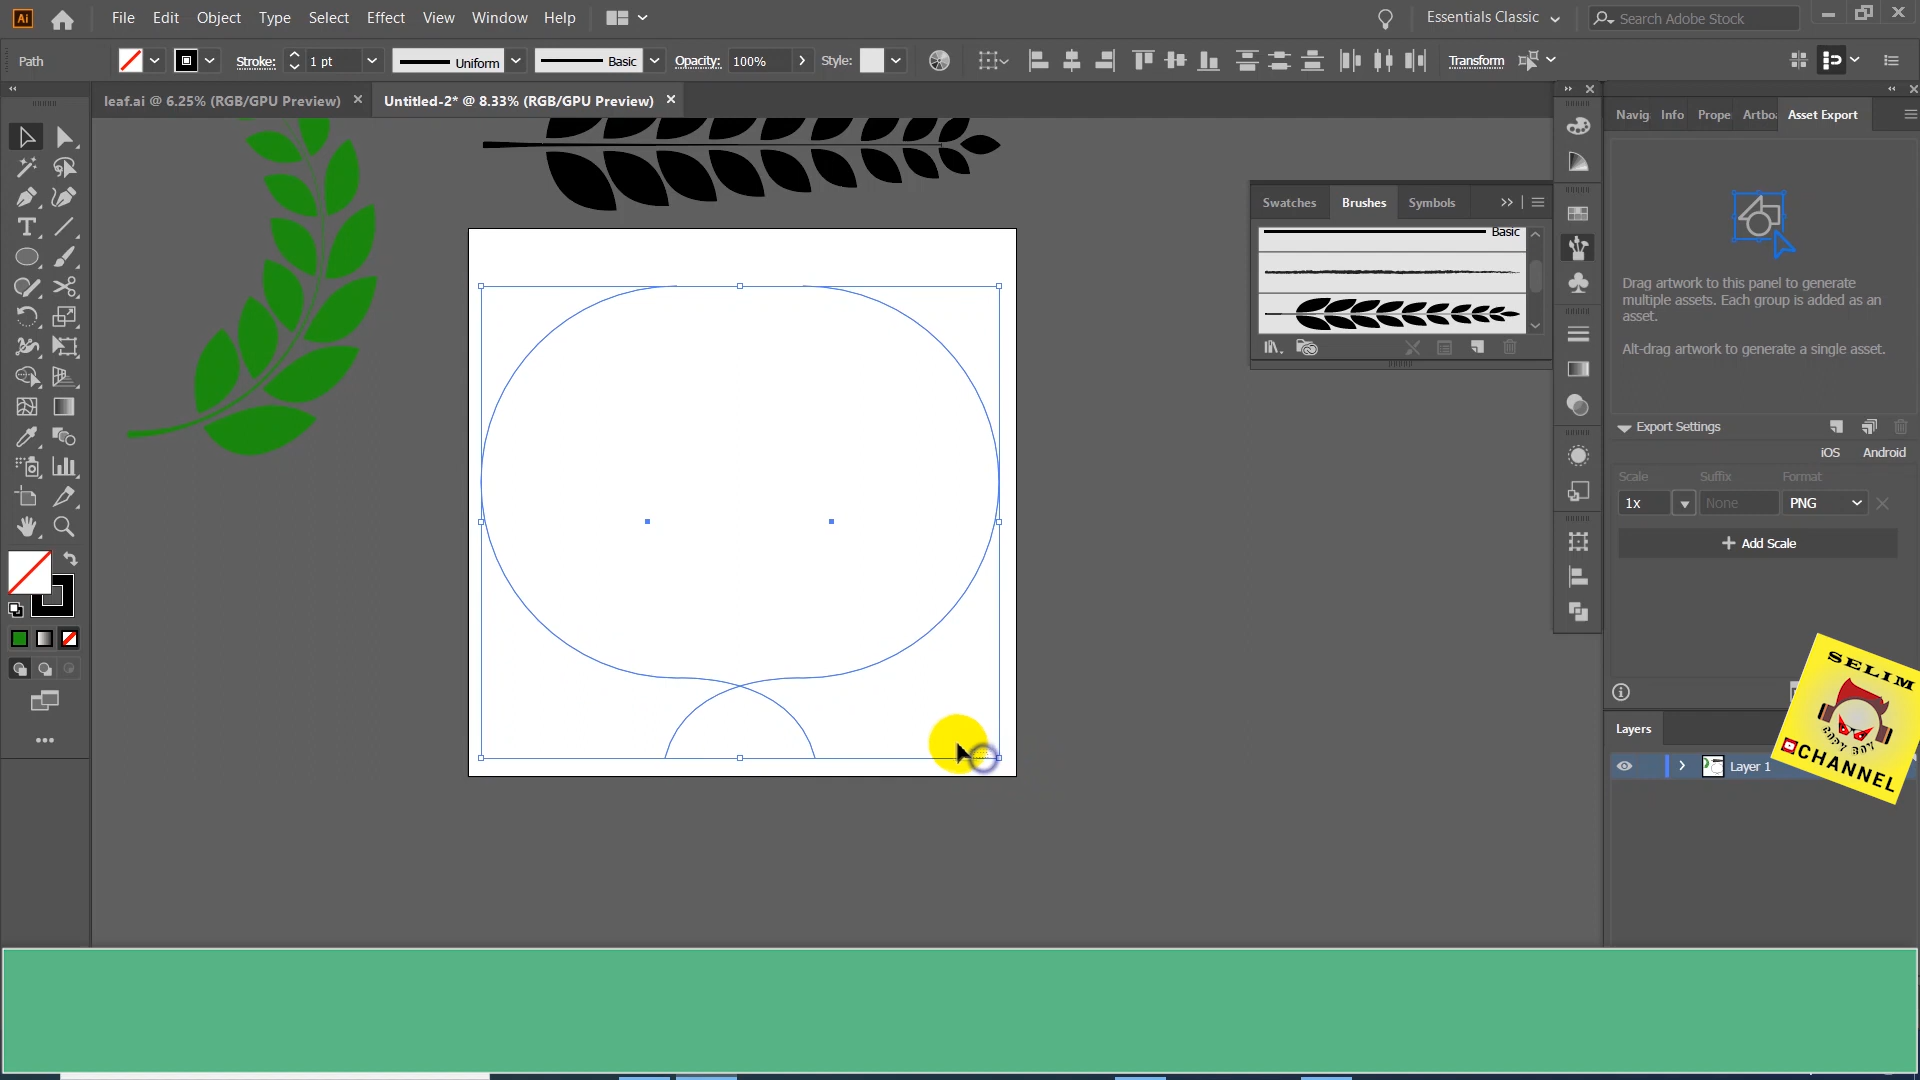 Ai File Edit Object Type Select Effect View Window Help Essentials Classic Search Adobe Stock
Path Stroke: 1 pt Uniform Basic Opacity: 100% Style: Transform
leaf.ai @ 6.25% (RGB/GPU Preview) Untitled-2* @ 8.33% (RGB/GPU Preview)
Navig Info Prope Artboa Asset Export
Swatches Brushes Symbols
Basic
Drag artwork to this panel to generate
multiple assets. Each group is added as an
asset.
Alt-drag artwork to generate a single asset.
Export Settings
iOS Android
Scale Suffix Format
1x None PNG
+ Add Scale
SELIM
COPY BOY
CHANNEL
Layers
Layer 1